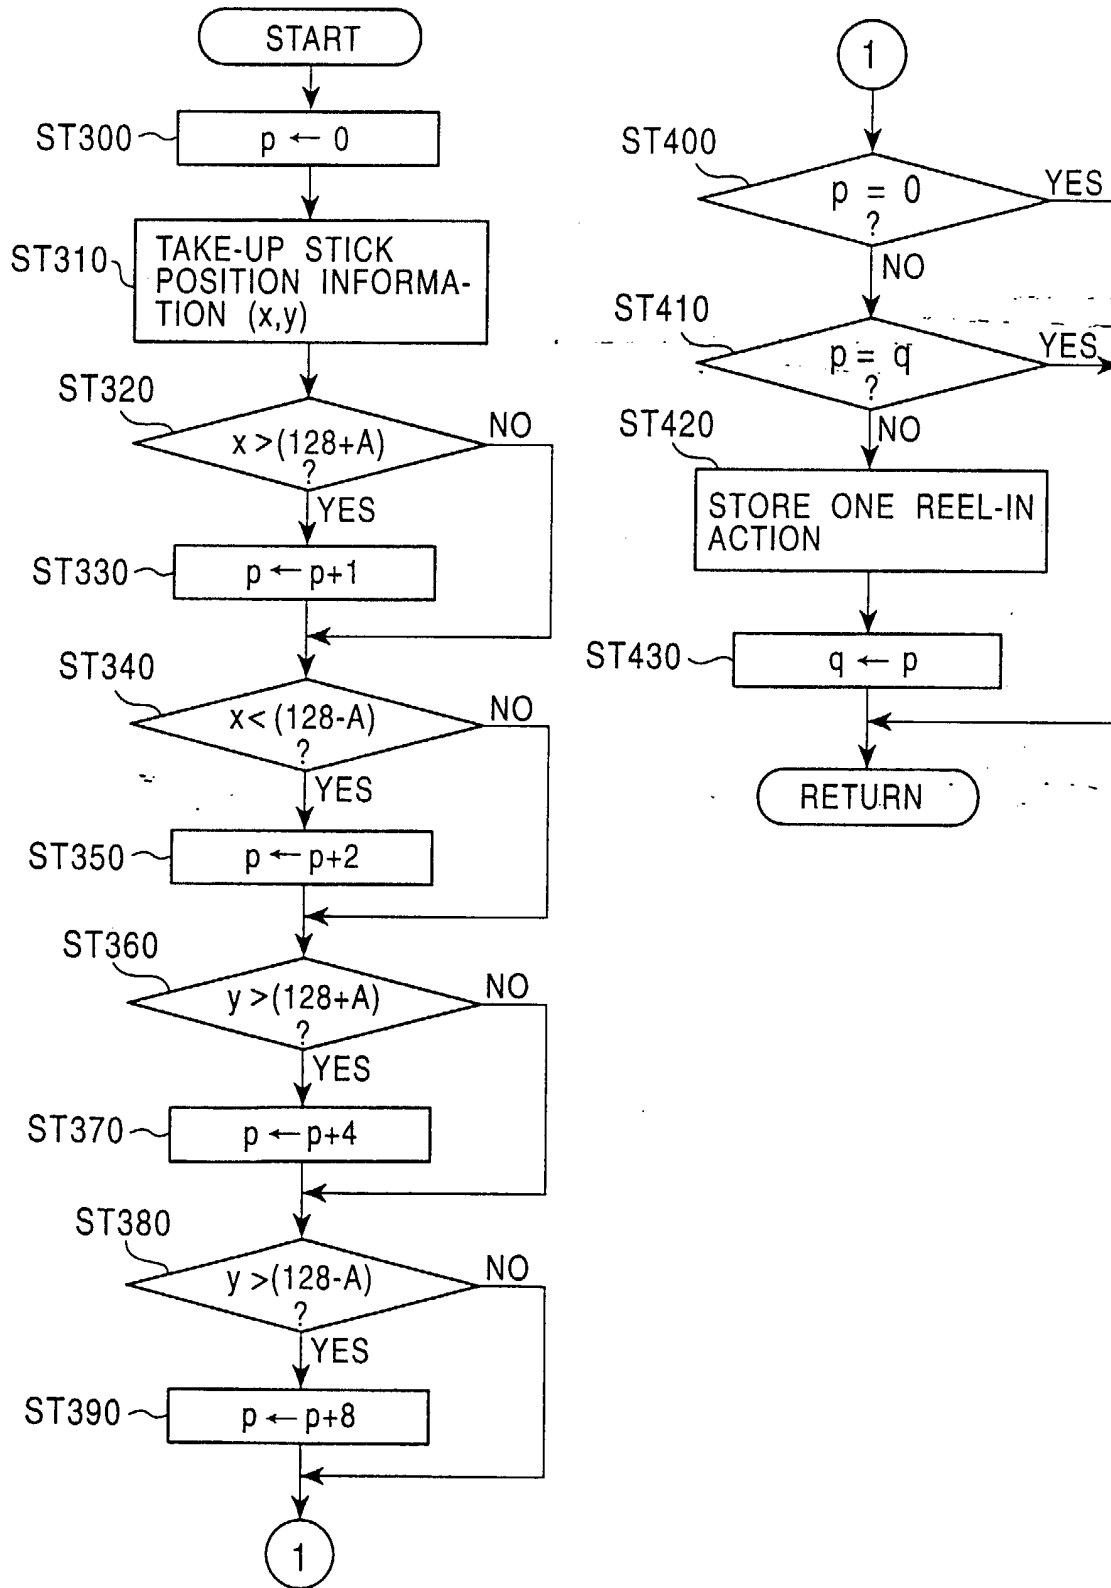 START
ST300
p ← 0
ST310
TAKE-UP STICK
POSITION INFORMA-
TION (x,y)
ST320
x >(128+A)
?
NO
YES
ST330
p ← p+1
ST340
x< (128-A)
?
NO
YES
ST350
p ← p+2
ST360
y >(128+A)
?
NO
YES
ST370
p ← p+4
ST380
y >(128-A)
?
NO
YES
ST390
p ← p+8
1
1
ST400
p = 0
?
YES
NO
ST410
p = q
?
YES
NO
ST420
STORE ONE REEL-IN
ACTION
ST430
q ← p
RETURN